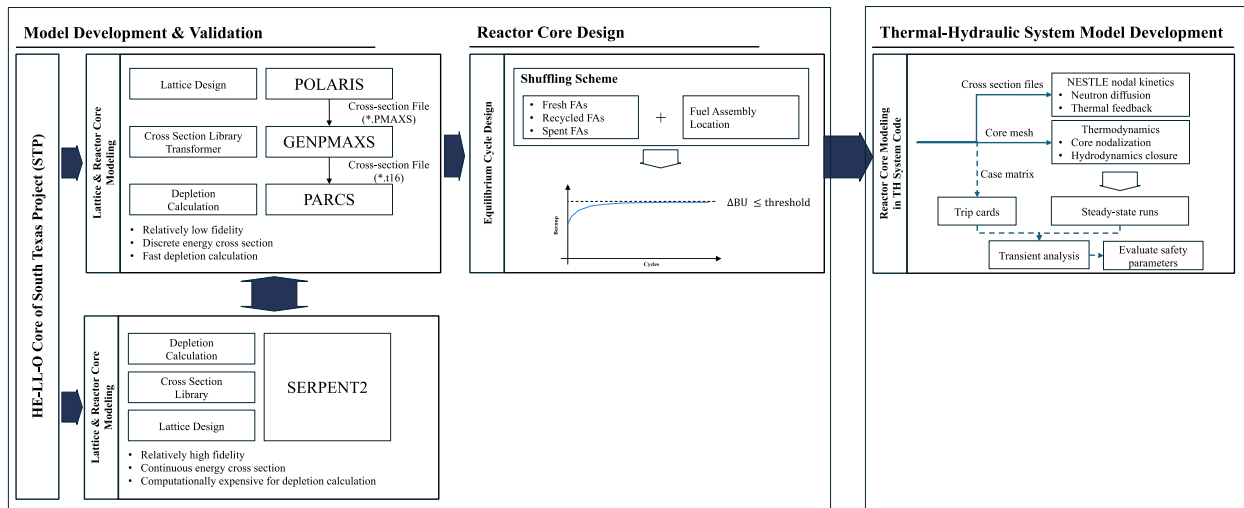 Model Development & Validation
HE-LL-O Core of South Texas Project (STP)
Lattice & Reactor Core
Modeling
Lattice Design
POLARIS
Cross-section File
(*.PMAXS)
Cross Section Library
Transformer
GENPMAXS
Cross-section File
(*.t16)
Depletion
Calculation
PARCS
• Relatively low fidelity
• Discrete energy cross section
• Fast depletion calculation
Lattice & Reactor Core
Modeling
Depletion
Calculation
Cross Section
Library
Lattice Design
SERPENT2
• Relatively high fidelity
• Continuous energy cross section
• Computationally expensive for depletion calculation
Reactor Core Design
Equilibrium Cycle Design
Shuffling Scheme
• Fresh FAs
• Recycled FAs
• Spent FAs
+
Fuel Assembly
Location
Burnup
Cycles
ΔBU ≤ threshold
Thermal-Hydraulic System Model Development
Reactor Core Modeling
in TH System Code
Cross section files
NESTLE nodal kinetics
• Neutron diffusion
• Thermal feedback
Core mesh
Thermodynamics
• Core nodalization
• Hydrodynamics closure
Case matrix
Trip cards
Steady-state runs
Transient analysis
Evaluate safety
parameters